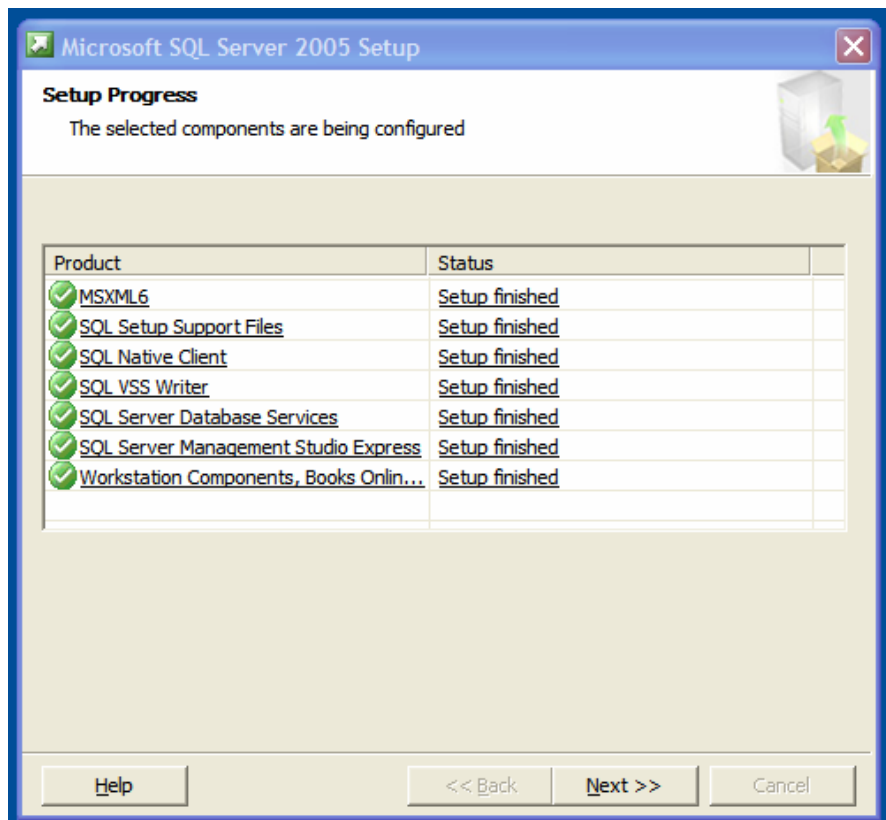 Microsoft SQL Server 2005 Setup
Setup Progress
The selected components are being configured
Product Status
MSXML6 Setup finished
SQL Setup Support Files Setup finished
SQL Native Client Setup finished
SQL VSS Writer Setup finished
SQL Server Database Services Setup finished
SQL Server Management Studio Express Setup finished
Workstation Components, Books Onlin... Setup finished
Help << Back Next >> Cancel